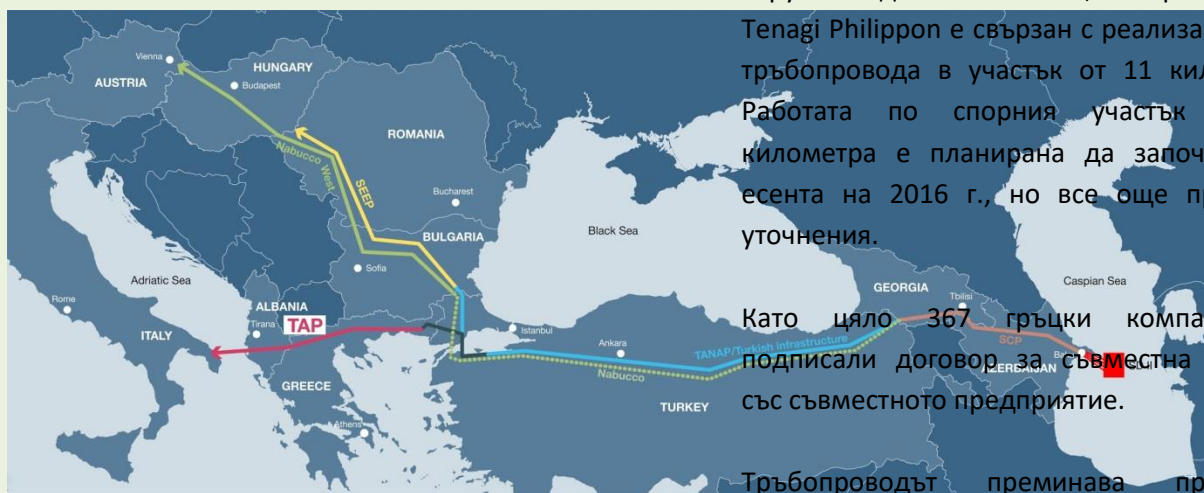 Tenagi Philippon е свързан с реализа
тръбопровода в участък от 11 кил
Работата по спорния участък
километра е планирана да запо
есента на 2016 г., но все още п
уточнения.
Като цяло 367 гръцки компа
подписали договор за съвместна
със съвместното предприятие.
Тръбопроводът преминава пр
Vienna
AUSTRIA
HUNGARY
Budapest
ROMANIA
Nabucco West
SEEP
Bucharest
BULGARIA
Sofia
Black Sea
Adriatic Sea
Rome
ITALY
ALBANIA
Tirana
TAP
GREECE
Athens
Istanbul
Ankara
TANAP/Turkish infrastructure
Nabucco
TURKEY
GEORGIA
Tbilisi
SCP
AZERBAIJAN
Caspian Sea